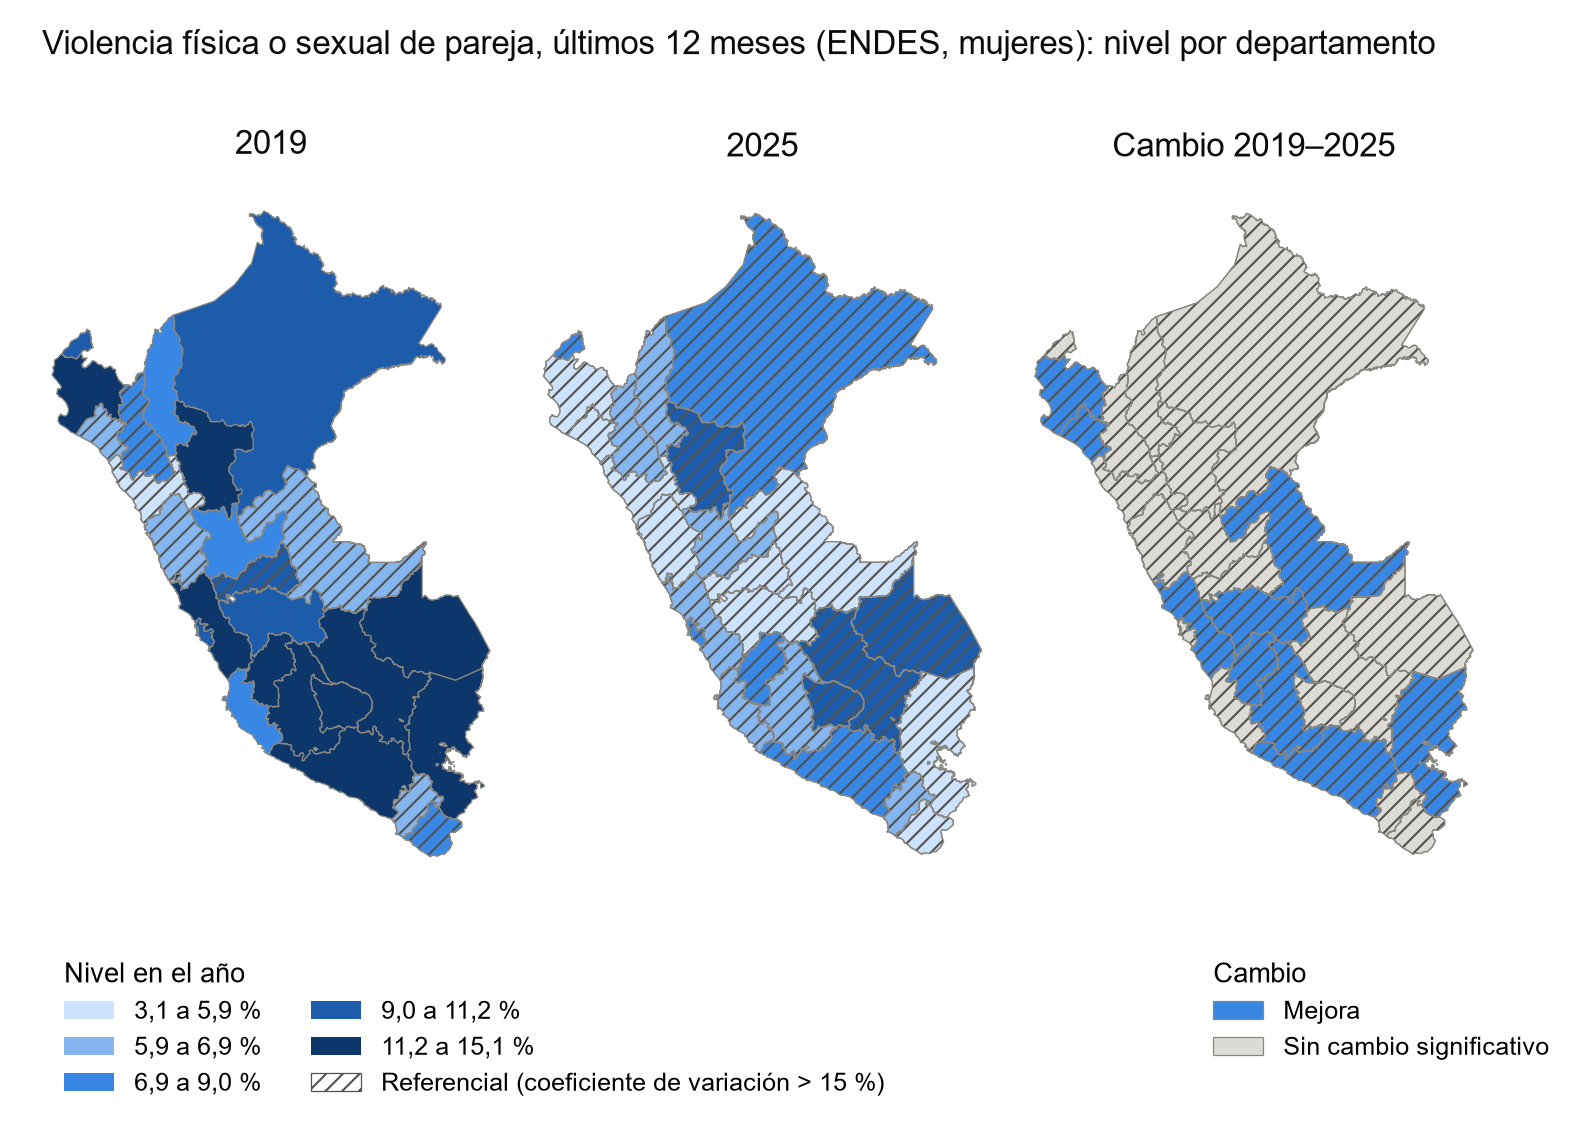 Violencia física o sexual de pareja, últimos 12 meses (ENDES, mujeres): nivel por departamento
2019
2025
Cambio 2019–2025
Nivel en el año
3,1 a 5,9 %
5,9 a 6,9 %
6,9 a 9,0 %
9,0 a 11,2 %
11,2 a 15,1 %
Referencial (coeficiente de variación > 15 %)
Cambio
Mejora
Sin cambio significativo